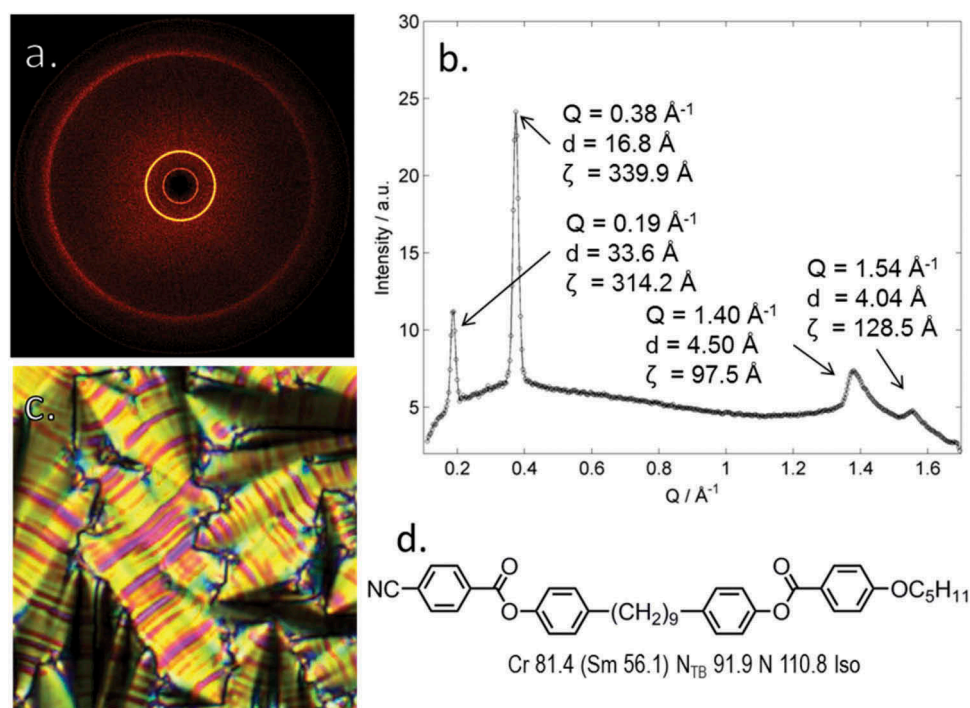 a.
b.
30
25
20
15
10
5
Intensity / a.u.
Q = 0.38 Å-1
d = 16.8 Å
ζ = 339.9 Å
Q = 0.19 Å-1
d = 33.6 Å
ζ = 314.2 Å
Q = 1.40 Å-1
d = 4.50 Å
ζ = 97.5 Å
Q = 1.54 Å-1
d = 4.04 Å
ζ = 128.5 Å
0.2 0.4 0.6 0.8 1 1.2 1.4 1.6
Q / Å-1
c.
d.
NC O O (CH2)9 O O OC5H11
Cr 81.4 (Sm 56.1) NTB 91.9 N 110.8 Iso